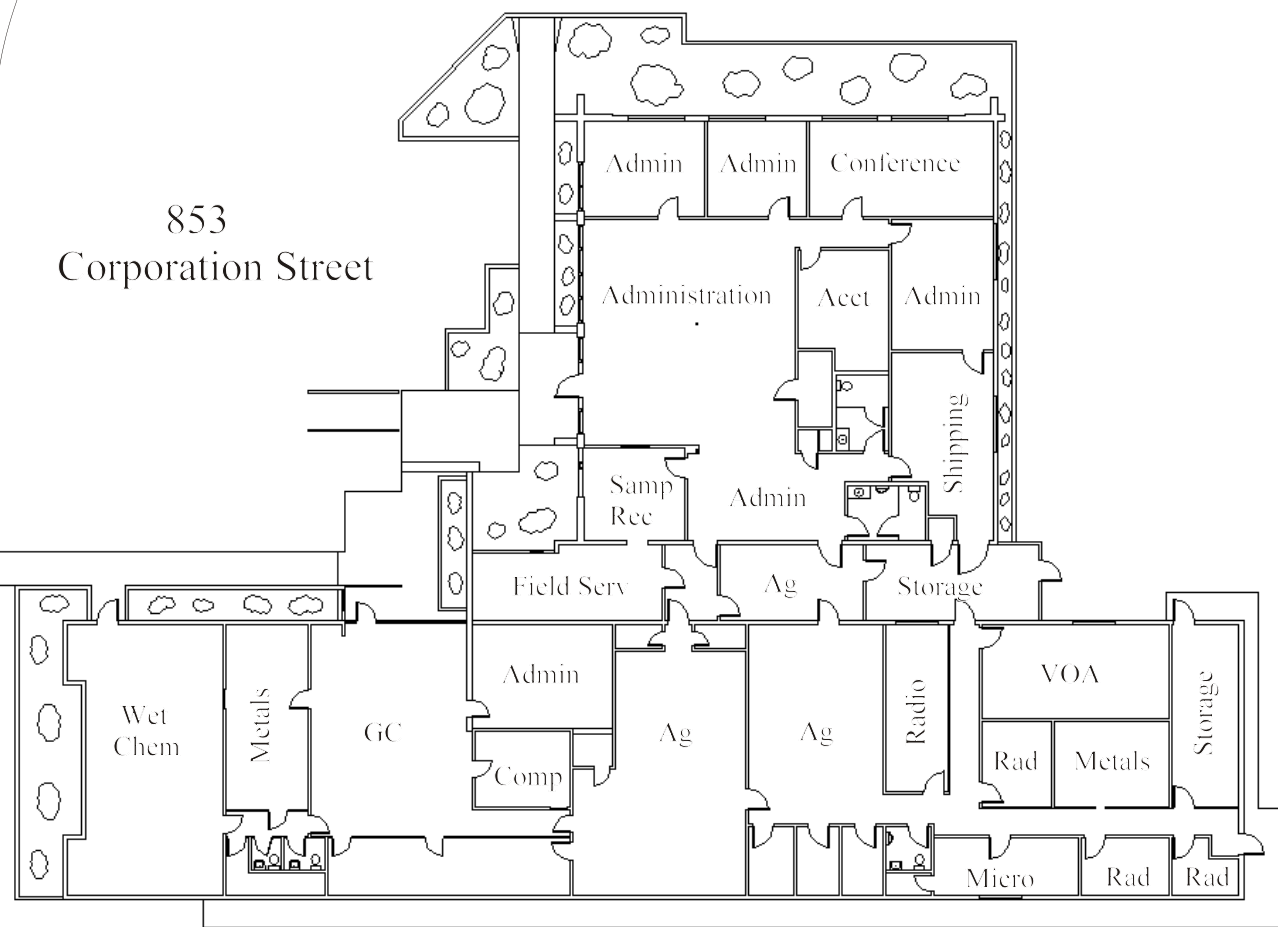 853
Corporation Street
Admin
Admin
Conference
Administration
Acct
Admin
Shipping
Samp
Rec
Admin
Field Serv
Ag
Storage
Wet
Chem
Metals
GC
Admin
Comp
Ag
Ag
Radio
VOA
Rad
Metals
Storage
Micro
Rad
Rad